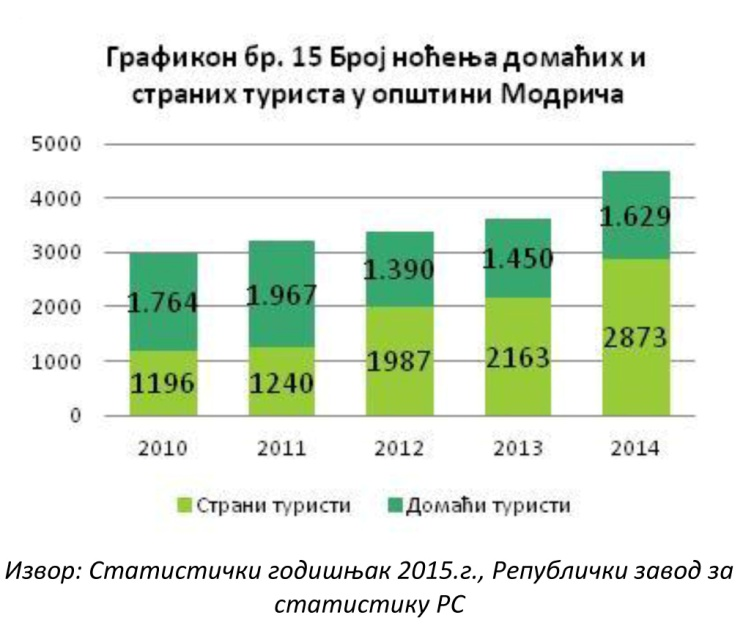 Графикон бр. 15 Број ноћења домаћих и
страних туриста у општини Модрича
5000
4000
3000
2000
1000
0
1.764
1.967
1.390
1.450
1.629
1196
1240
1987
2163
2873
2010 2011 2012 2013 2014
Страни туристи Домаћи туристи
Извор: Статистички годишњак 2015.г., Републички завод за
статистику РС